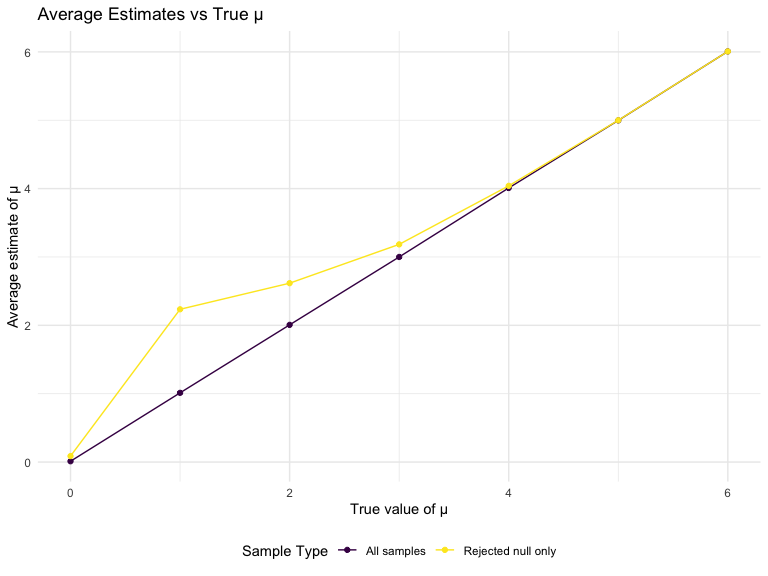 Average Estimates vs True μ
Average estimate of μ
6
4
2
0
0 2 4 6
True value of μ
Sample Type All samples Rejected null only